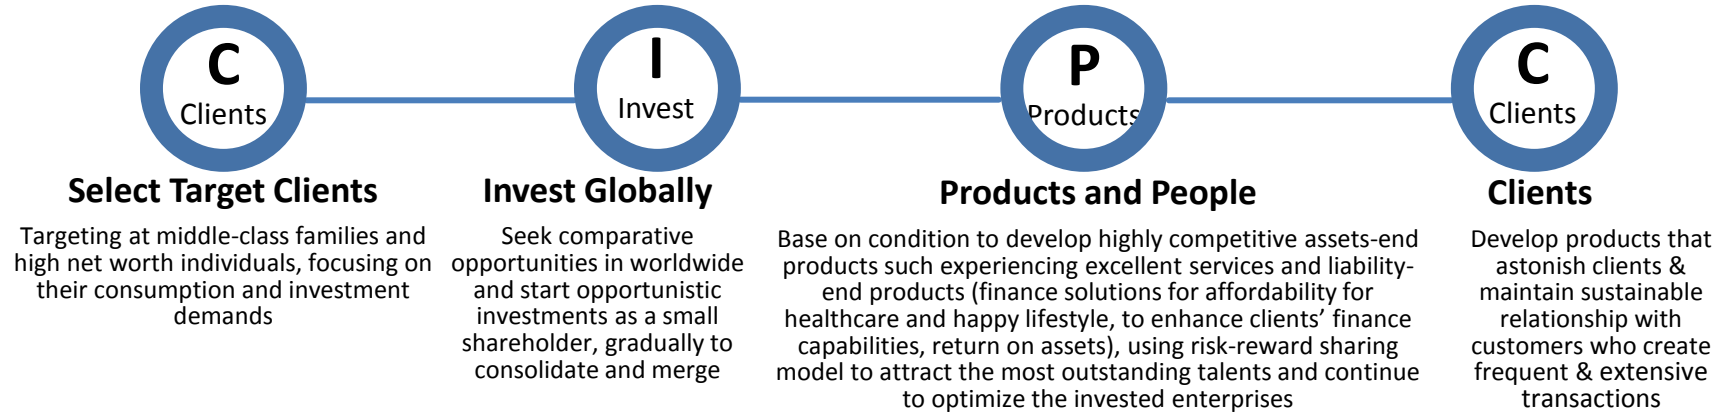 C
Clients
Select Target Clients
Targeting at middle-class families and
high net worth individuals, focusing on
their consumption and investment
demands
I
Invest
Invest Globally
Seek comparative
opportunities in worldwide
and start opportunistic
investments as a small
shareholder, gradually to
consolidate and merge
P
Products
Products and People
Base on condition to develop highly competitive assets-end
products such experiencing excellent services and liability-
end products (finance solutions for affordability for
healthcare and happy lifestyle, to enhance clients’ finance
capabilities, return on assets), using risk-reward sharing
model to attract the most outstanding talents and continue
to optimize the invested enterprises
C
Clients
Clients
Develop products that
astonish clients &
maintain sustainable
relationship with
customers who create
frequent & extensive
transactions